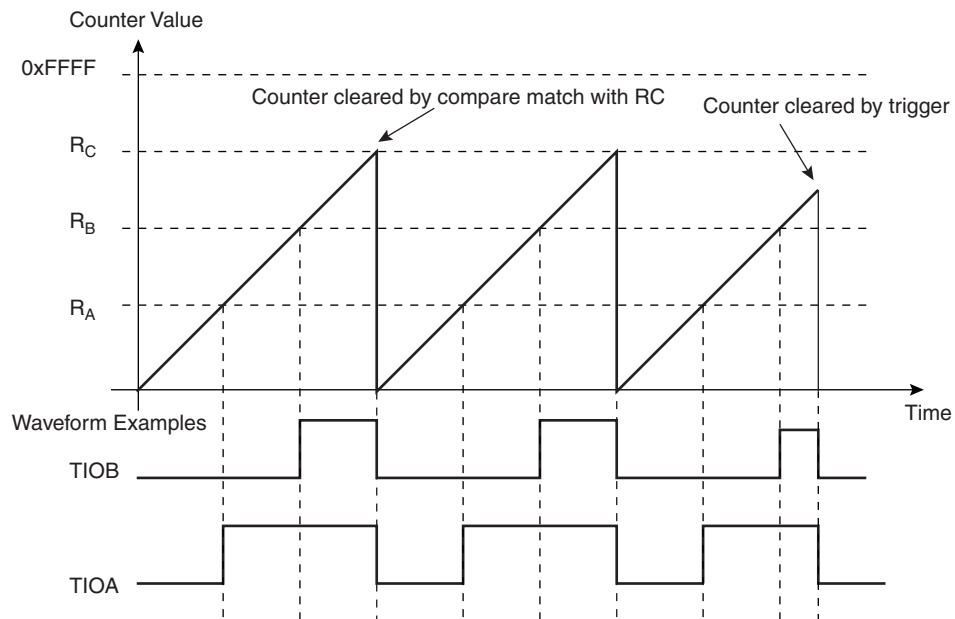 Counter Value
0xFFFF
Counter cleared by compare match with RC
Counter cleared by trigger
RC
RB
RA
Time
Waveform Examples
TIOB
TIOA